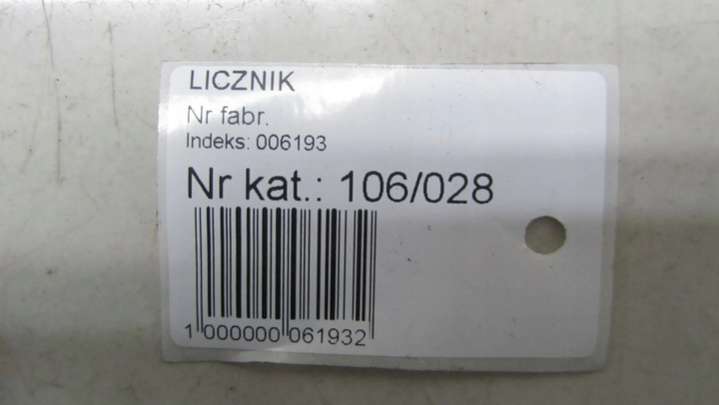 LICZNIK
Nr fabr.
Indeks: 006193
Nr kat.: 106/028
1 000000 061932